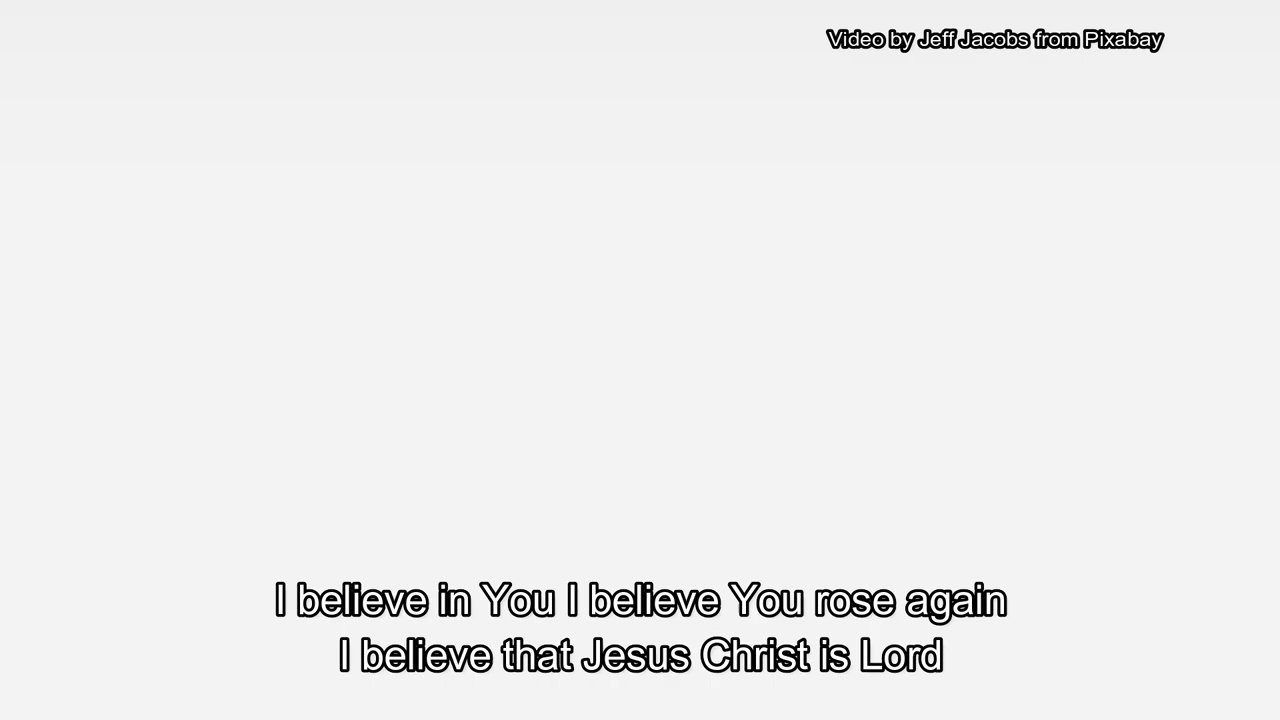 Video by Jeff Jacobs from Pixabay
I believe in You I believe You rose again
I believe that Jesus Christ is Lord